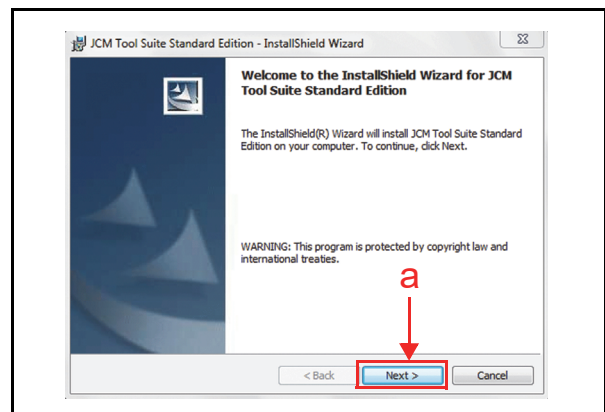 JCM Tool Suite Standard Edition - InstallShield Wizard
Welcome to the InstallShield Wizard for JCM
Tool Suite Standard Edition
The InstallShield(R) Wizard will install JCM Tool Suite Standard
Edition on your computer. To continue, click Next.
WARNING: This program is protected by copyright law and
international treaties.
a
< Back
Next >
Cancel